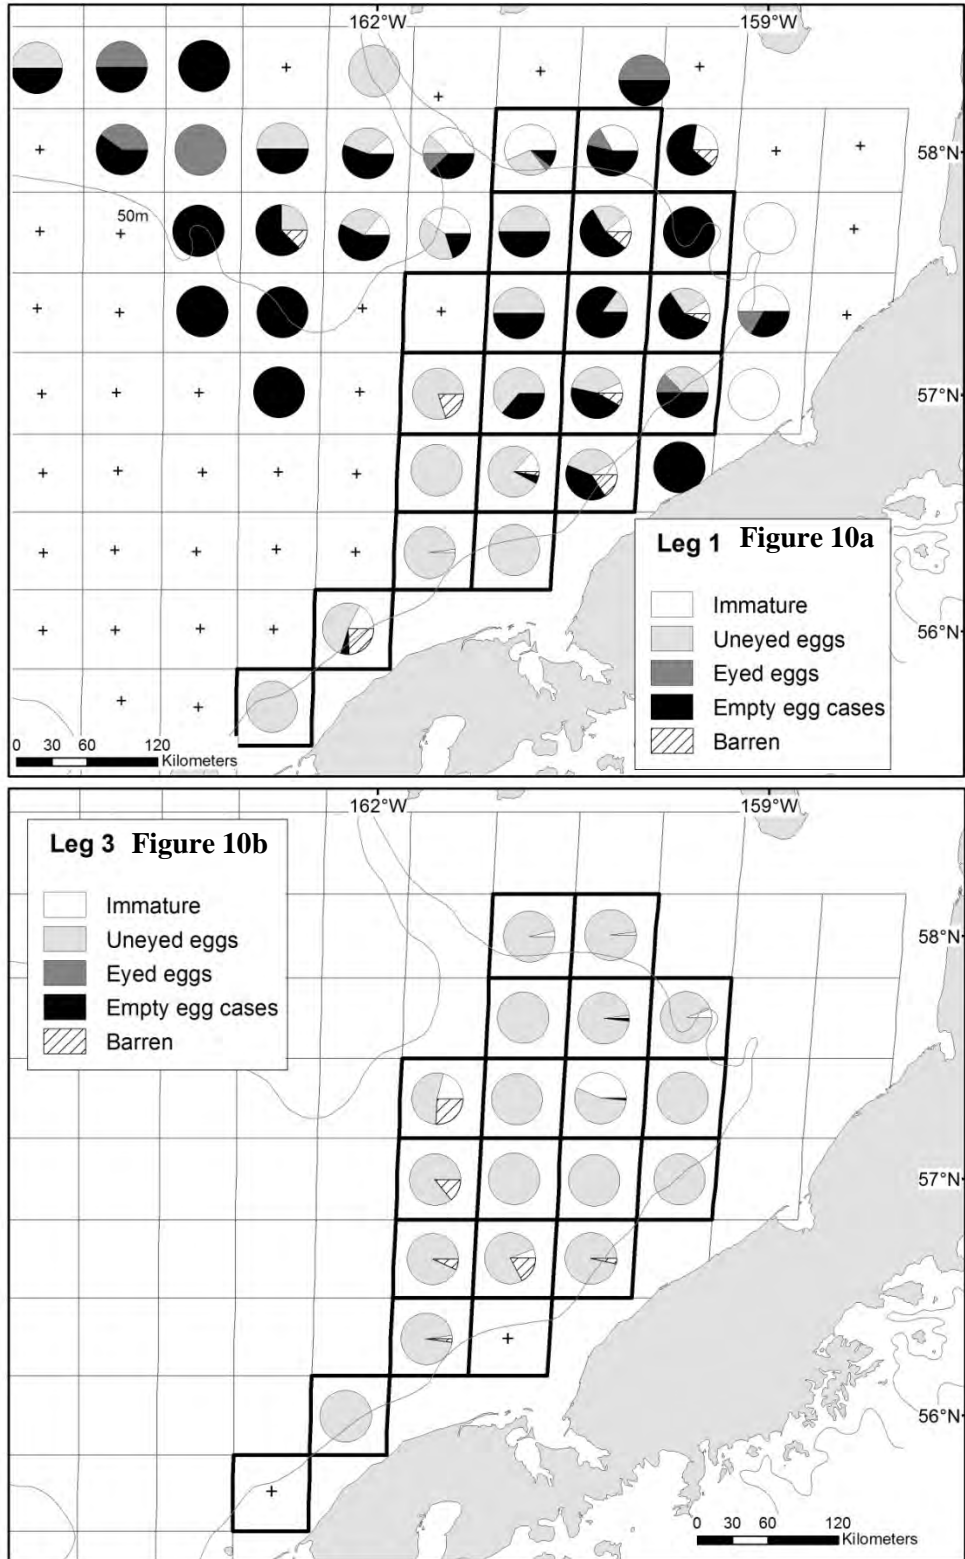 162°W 159°W
58°N
50m
57°N
Leg 1 Figure 10a
Immature
Uneyed eggs
Eyed eggs
Empty egg cases
Barren
56°N
0 30 60 120
Kilometers
162°W 159°W
Leg 3 Figure 10b
Immature
Uneyed eggs
Eyed eggs
Empty egg cases
Barren
58°N
57°N
56°N
0 30 60 120
Kilometers